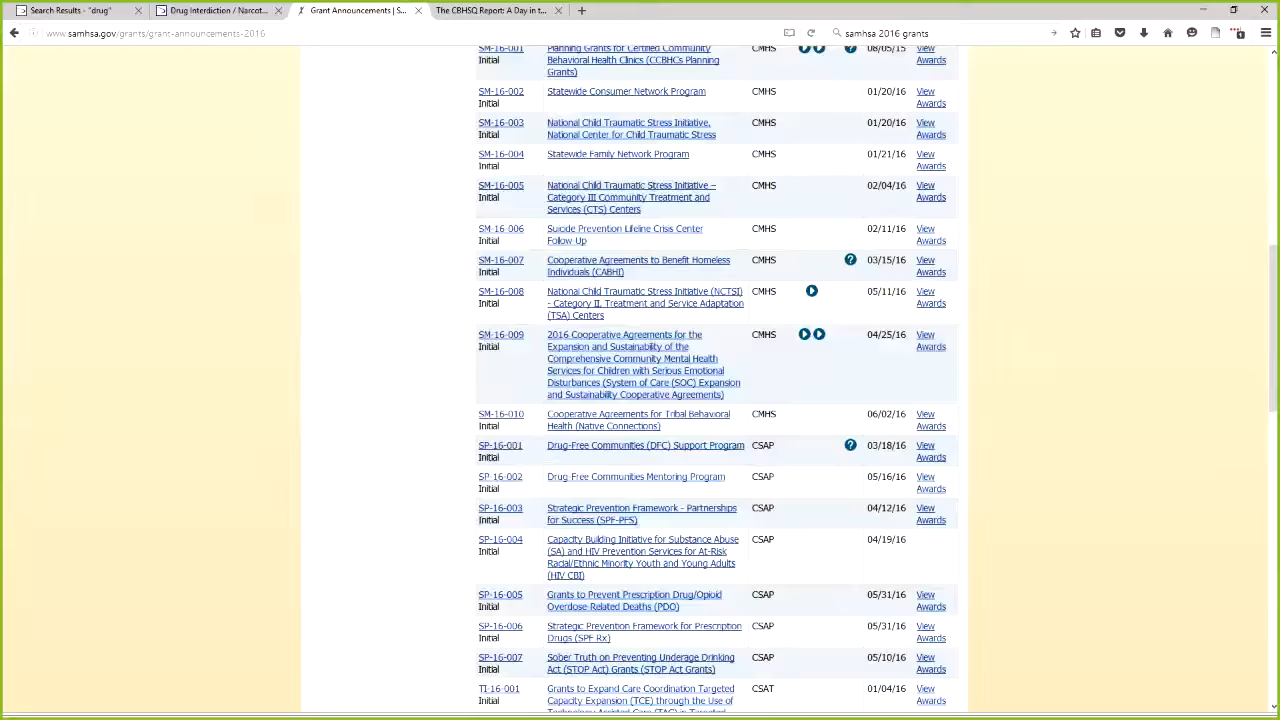 Search Results - "drug"
Drug Interdiction / Narcot...
Grant Announcements | S...
The CBHSQ Report: A Day in t...
www.samhsa.gov/grants/grant-announcements-2016
samhsa 2016 grants
SM-16-001 Planning Grants for Certified Community CMHS 08/05/15 View
Initial Behavioral Health Clinics (CCBHCs Planning Awards
Grants)
SM-16-002 Statewide Consumer Network Program CMHS 01/20/16 View
Initial Awards
SM-16-003 National Child Traumatic Stress Initiative, CMHS 01/20/16 View
Initial National Center for Child Traumatic Stress Awards
SM-16-004 Statewide Family Network Program CMHS 01/21/16 View
Initial Awards
SM-16-005 National Child Traumatic Stress Initiative – CMHS 02/04/16 View
Initial Category III Community Treatment and Awards
Services (CTS) Centers
SM-16-006 Suicide Prevention Lifeline Crisis Center CMHS 02/11/16 View
Initial Follow Up Awards
SM-16-007 Cooperative Agreements to Benefit Homeless CMHS ? 03/15/16 View
Initial Individuals (CABHI) Awards
SM-16-008 National Child Traumatic Stress Initiative (NCTSI) CMHS 05/11/16 View
Initial - Category II, Treatment and Service Adaptation Awards
(TSA) Centers
SM-16-009 2016 Cooperative Agreements for the CMHS 04/25/16 View
Initial Expansion and Sustainability of the Awards
Comprehensive Community Mental Health
Services for Children with Serious Emotional
Disturbances (System of Care (SOC) Expansion
and Sustainability Cooperative Agreements)
SM-16-010 Cooperative Agreements for Tribal Behavioral CMHS 06/02/16 View
Initial Health (Native Connections) Awards
SP-16-001 Drug-Free Communities (DFC) Support Program CSAP ? 03/18/16 View
Initial Awards
SP-16-002 Drug-Free Communities Mentoring Program CSAP 05/16/16 View
Initial Awards
SP-16-003 Strategic Prevention Framework - Partnerships CSAP 04/12/16 View
Initial for Success (SPF-PFS) Awards
SP-16-004 Capacity Building Initiative for Substance Abuse CSAP 04/19/16
Initial (SA) and HIV Prevention Services for At-Risk
Racial/Ethnic Minority Youth and Young Adults
(HIV CBI)
SP-16-005 Grants to Prevent Prescription Drug/Opioid CSAP 05/31/16 View
Initial Overdose-Related Deaths (PDO) Awards
SP-16-006 Strategic Prevention Framework for Prescription CSAP 05/31/16 View
Initial Drugs (SPF Rx) Awards
SP-16-007 Sober Truth on Preventing Underage Drinking CSAP 05/10/16 View
Initial Act (STOP Act) Grants (STOP Act Grants) Awards
TI-16-001 Grants to Expand Care Coordination Targeted CSAT 01/04/16 View
Initial Capacity Expansion (TCE) through the Use of Awards
Technology Assisted Care (TAC) in Targeted